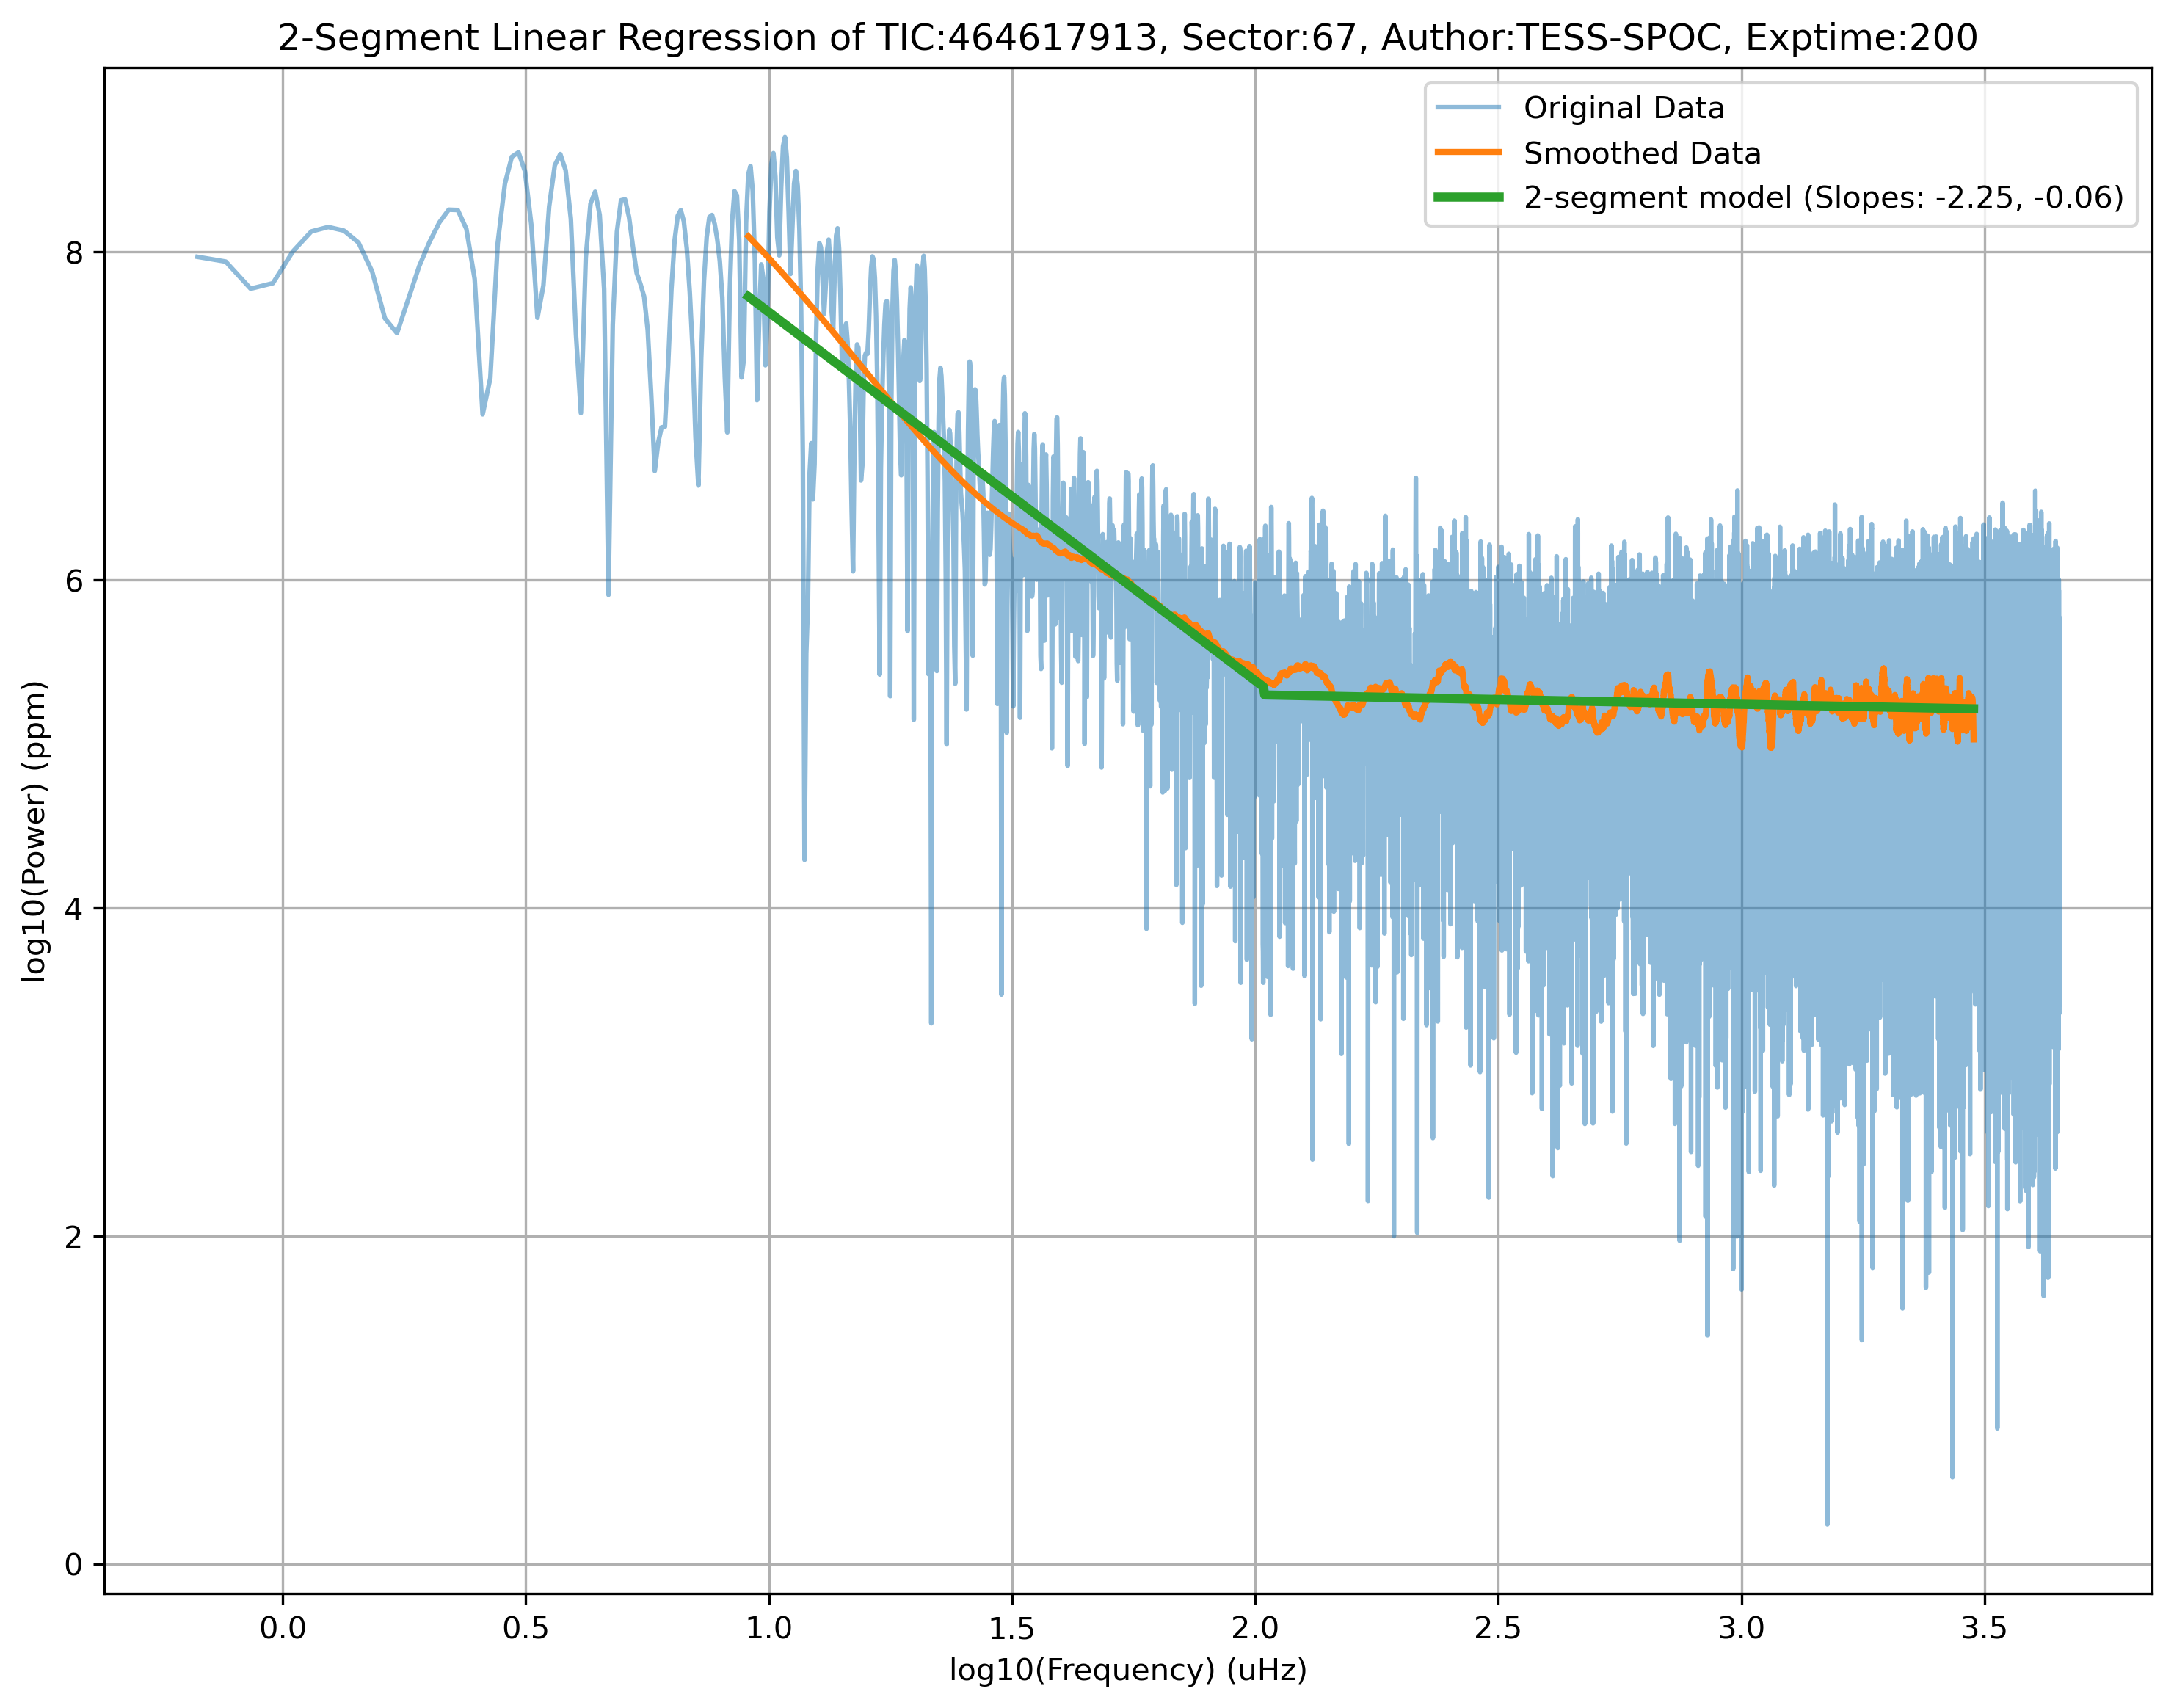 2-Segment Linear Regression of TIC:464617913, Sector:67, Author:TESS-SPOC, Exptime:200
Original Data
Smoothed Data
2-segment model (Slopes: -2.25, -0.06)
log10(Power) (ppm)
8
6
4
2
0
0.0 0.5 1.0 1.5 2.0 2.5 3.0 3.5
log10(Frequency) (uHz)